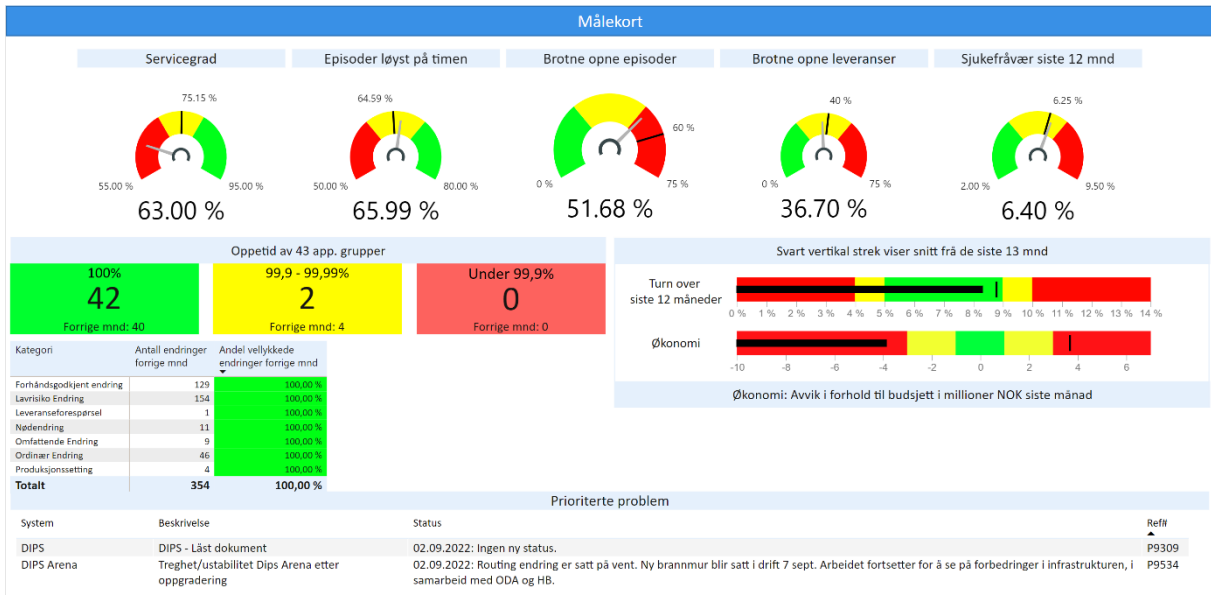 Målekort
Servicegrad
Episoder løyst på timen
Brotne opne episoder
Brotne opne leveranser
Sjukefråvær siste 12 mnd
75.15 %
55.00 %
95.00 %
63.00 %
64.59 %
50.00 %
80.00 %
65.99 %
60 %
0 %
75 %
51.68 %
40 %
0 %
75 %
36.70 %
6.25 %
2.00 %
9.50 %
6.40 %
Oppetid av 43 app. grupper
100%
42
Forrige mnd: 40
99,9 - 99,99%
2
Forrige mnd: 4
Under 99,9%
0
Forrige mnd: 0
Svart vertikal strek viser snitt frå de siste 13 mnd
Turn over
siste 12 måneder
0 % 1 % 2 % 3 % 4 % 5 % 6 % 7 % 8 % 9 % 10 % 11 % 12 % 13 % 14 %
Økonomi
-10 -8 -6 -4 -2 0 2 4 6
Økonomi: Avvik i forhold til budsjett i millioner NOK siste månad
Kategori Antall endringer Andel vellykkede
forrige mnd endringer forrige mnd
Forhåndsgodkjent endring 129 100,00 %
Lavrisiko Endring 154 100,00 %
Leveranseforespørsel 1 100,00 %
Nødendring 11 100,00 %
Omfattende Endring 9 100,00 %
Ordinær Endring 46 100,00 %
Produksjonssetting 4 100,00 %
Totalt 354 100,00 %
Prioriterte problem
System Beskrivelse Status Ref#
DIPS DIPS - Låst dokument 02.09.2022: Ingen ny status. P9309
DIPS Arena Treghet/ustabilitet Dips Arena etter 02.09.2022: Routing endring er satt på vent. Ny brannmur blir satt i drift 7 sept. Arbeidet fortsetter for å se på forbedringer i infrastrukturen, i P9534
oppgradering samarbeid med ODA og HB.